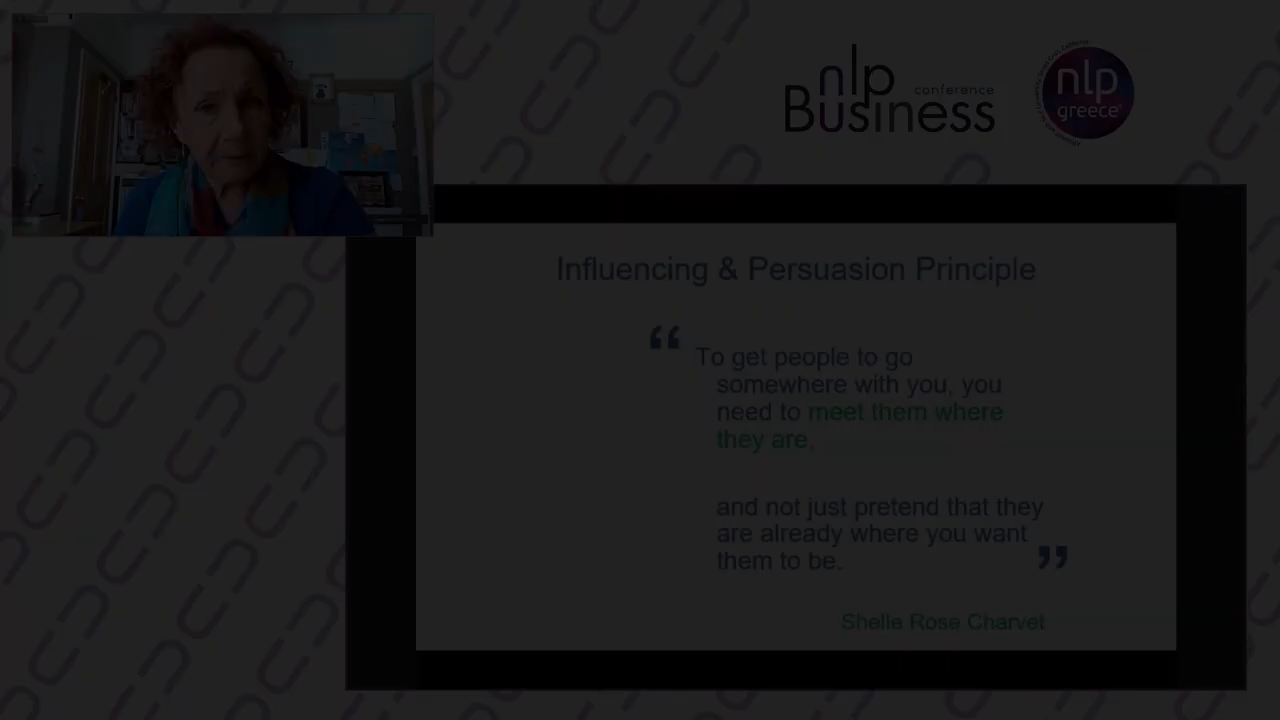 nlp
conference
Business
nlp
greece
Influencing & Persuasion Principle
“ To get people to go
somewhere with you, you
need to meet them where
they are,
and not just pretend that they
are already where you want
them to be. ”
Shelle Rose Charvet